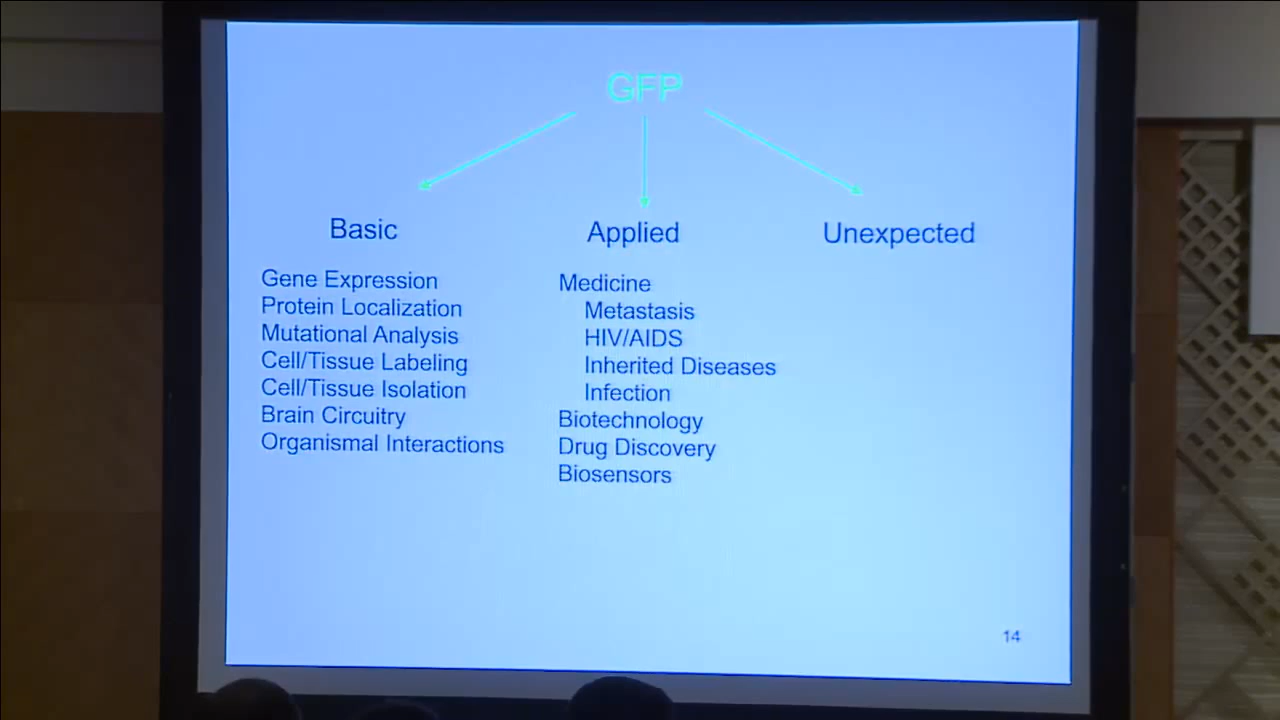 GFP
Basic
Applied
Unexpected
Gene Expression
Protein Localization
Mutational Analysis
Cell/Tissue Labeling
Cell/Tissue Isolation
Brain Circuitry
Organismal Interactions
Medicine
Metastasis
HIV/AIDS
Inherited Diseases
Infection
Biotechnology
Drug Discovery
Biosensors
14